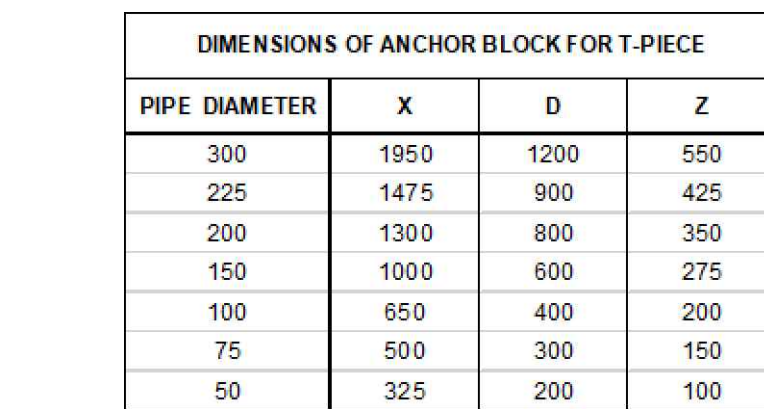 DIMENSIONS OF ANCHOR BLOCK FOR T-PIECE
PIPE DIAMETER X D Z
300 1950 1200 550
225 1475 900 425
200 1300 800 350
150 1000 600 275
100 650 400 200
75 500 300 150
50 325 200 100